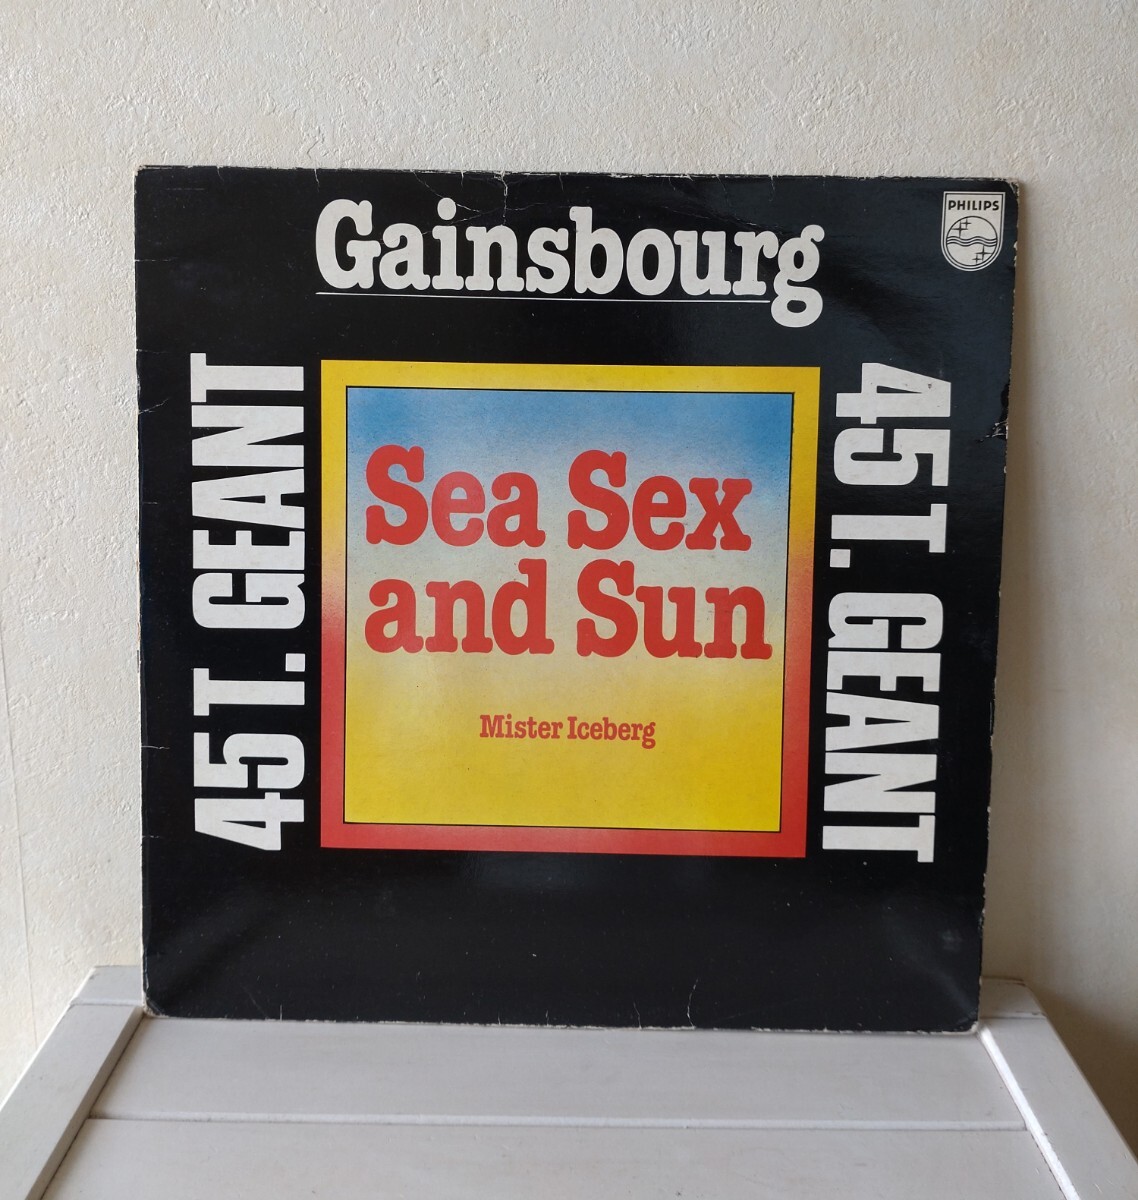 Gainsbourg
PHILIPS
45 T. GEANT
Sea Sex
and Sun
Mister Iceberg
45 T. GEANT